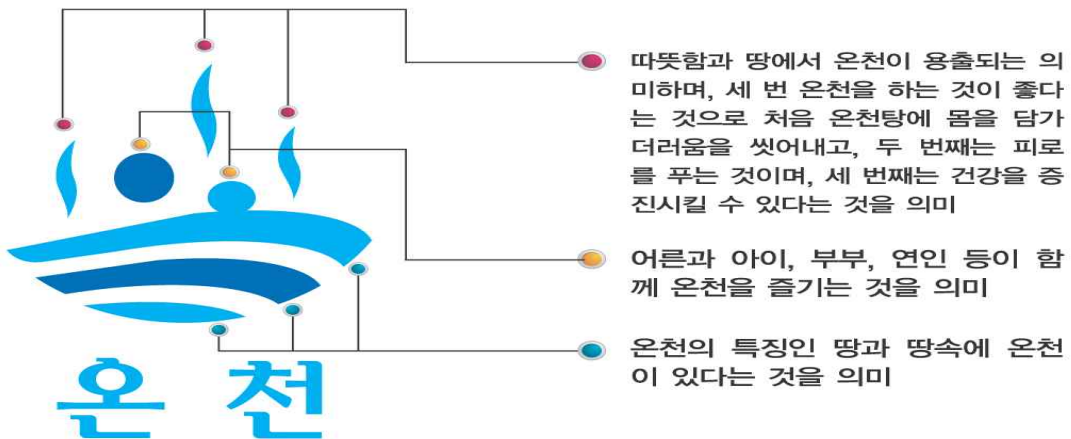 따뜻함과 땅에서 온천이 용출되는 의
미하며, 세 번 온천을 하는 것이 좋다
는 것으로 처음 온천탕에 몸을 담가
더러움을 씻어내고, 두 번째는 피로
를 푸는 것이며, 세 번째는 건강을 증
진시킬 수 있다는 것을 의미
어른과 아이, 부부, 연인 등이 함
께 온천을 즐기는 것을 의미
온천의 특징인 땅과 땅속에 온천
이 있다는 것을 의미
온천